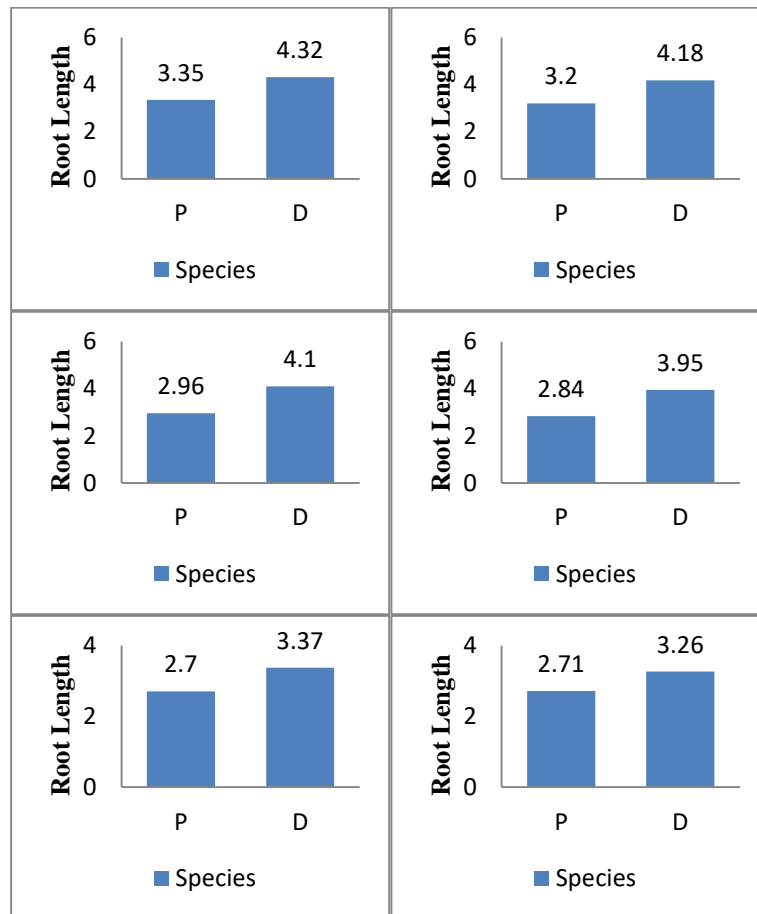 Root Length
6
4
2
0
3.35
4.32
P
D
Species
Root Length
6
4
2
0
3.2
4.18
P
D
Species
Root Length
6
4
2
0
2.96
4.1
P
D
Species
Root Length
6
4
2
0
2.84
3.95
P
D
Species
Root Length
4
2
0
2.7
3.37
P
D
Species
Root Length
4
2
0
2.71
3.26
P
D
Species